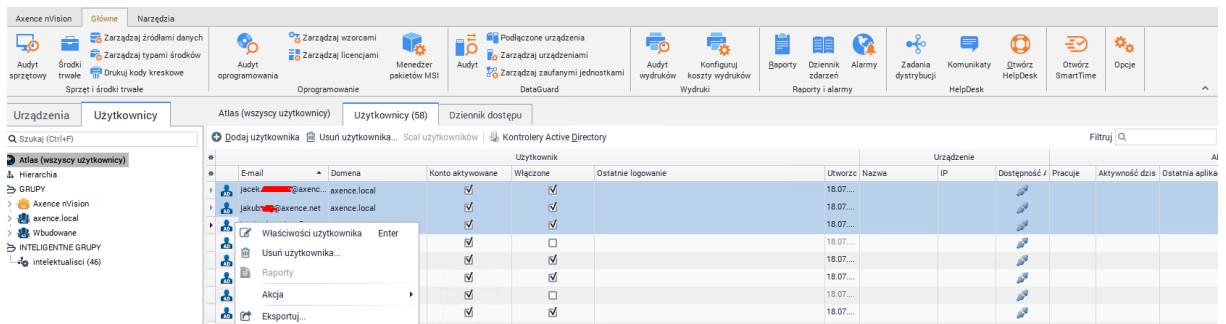 Axence nVision Główne Narzędzia
Audyt sprzętowy Środki trwałe Zarządzaj źródłami danych Zarządzaj typami środków Drukuj kody kreskowe
Sprzęt i środki trwałe
Audyt oprogramowania Zarządzaj wzorcami Zarządzaj licencjami Menedżer pakietów MSI
Oprogramowanie
Audyt Podłączone urządzenia Zarządzaj urządzeniami Zarządzaj zaufanymi jednostkami
DataGuard
Audyt wydruków Konfiguruj koszty wydruków
Wydruki
Raporty Dziennik zdarzeń Alarmy
Raporty i alarmy
Zadania dystrybucji Komunikaty Otwórz HelpDesk
HelpDesk
Otwórz SmartTime Opcje
Urządzenia Użytkownicy
Szukaj (Ctrl+F)
Atlas (wszyscy użytkownicy)
Hierarchia
GRUPY
Axence nVision
axence.local
Wbudowane
INTELIGENTNE GRUPY
intelektualisci (46)
Atlas (wszyscy użytkownicy) Użytkownicy (58) Dziennik dostępu
Dodaj użytkownika Usuń użytkownika... Scal użytkowników Kontrolery Active Directory Filtruj
Użytkownik Urządzenie
E-mail Domena Konto aktywowane Włączone Ostatnie logowanie Utworzc Nazwa IP Dostępność / Pracuje Aktywność dzis Ostatnia aplika
jacek. @axenc... axence.local 18.07....
jakub @axence.net axence.local 18.07....
18.07....
18.07....
18.07....
18.07....
18.07....
18.07....
Właściwości użytkownika Enter
Usuń użytkownika...
Raporty
Akcja
Eksportuj...